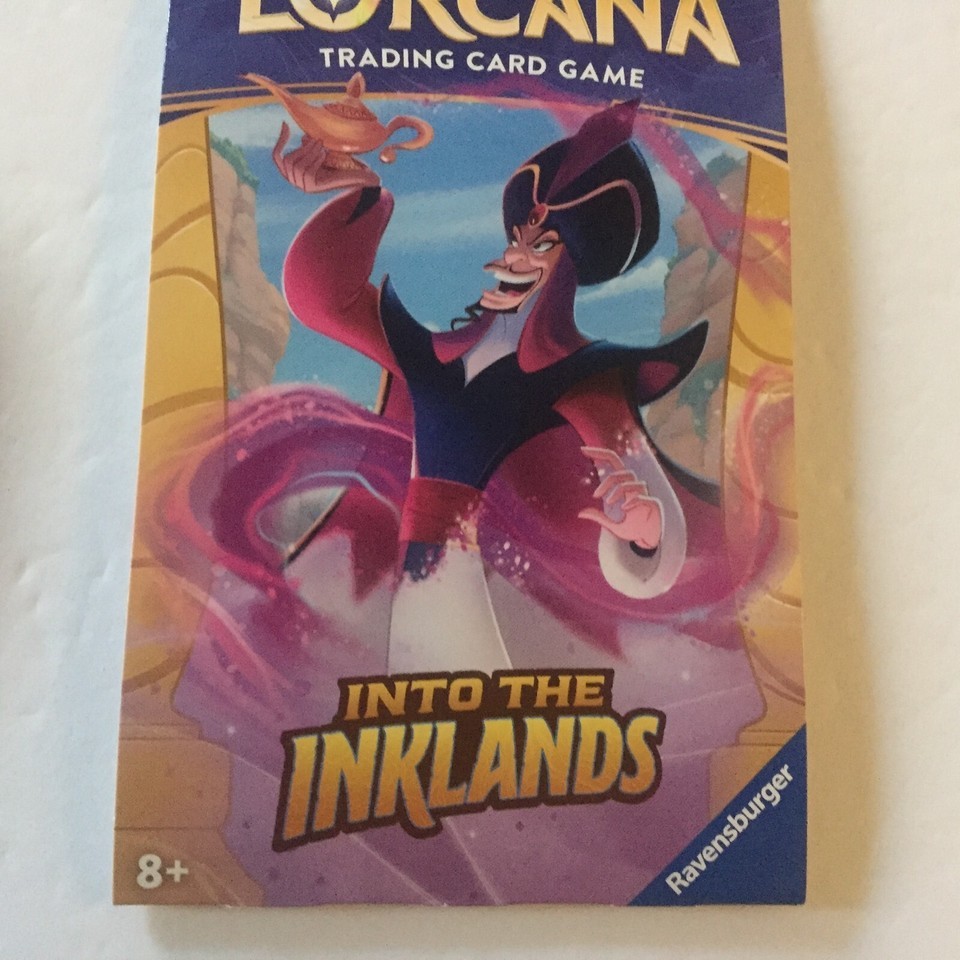 LORCANA
TRADING CARD GAME
INTO THE
INKLANDS
8+
Ravensburger